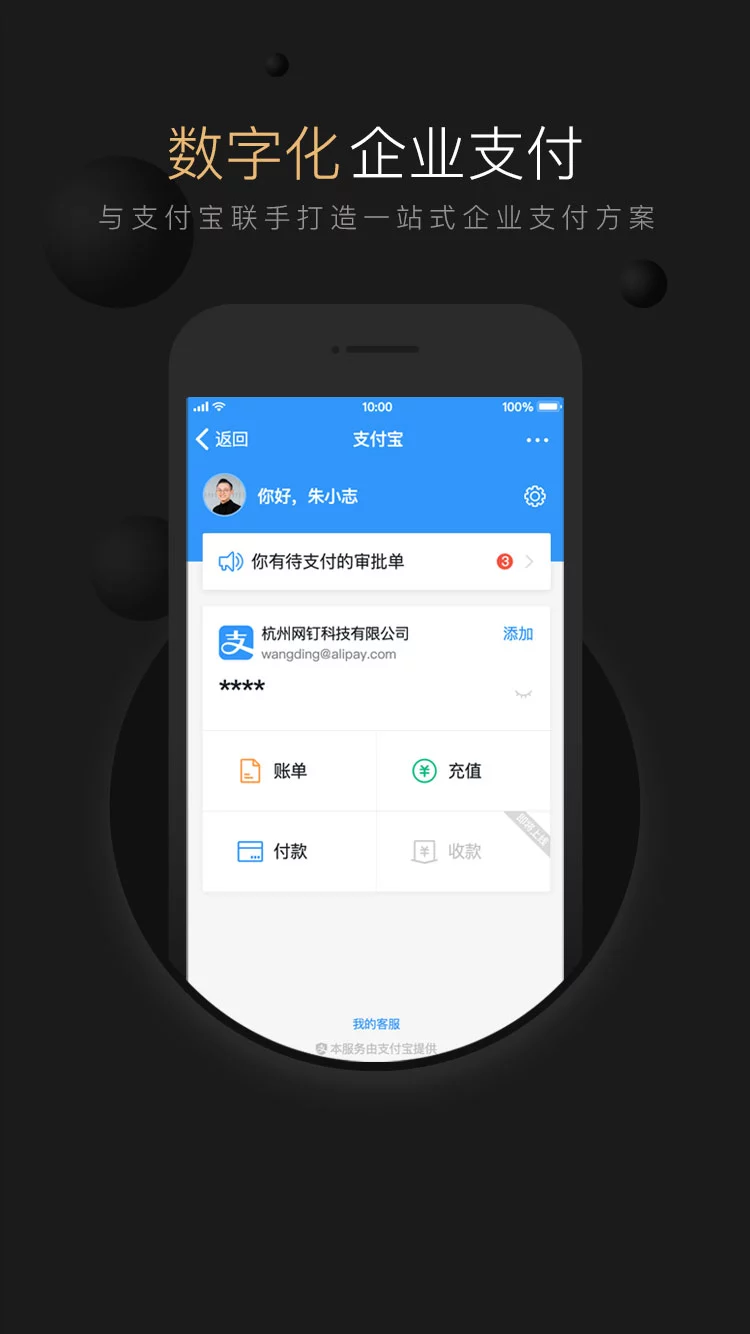 数字化企业支付
与支付宝联手打造一站式企业支付方案
10:00 100%
返回 支付宝
你好，朱小志
你有待支付的审批单 3
支 杭州网钉科技有限公司 添加
wangding@alipay.com
****
账单 充值
付款 收款 即将上线
我的客服
本服务由支付宝提供